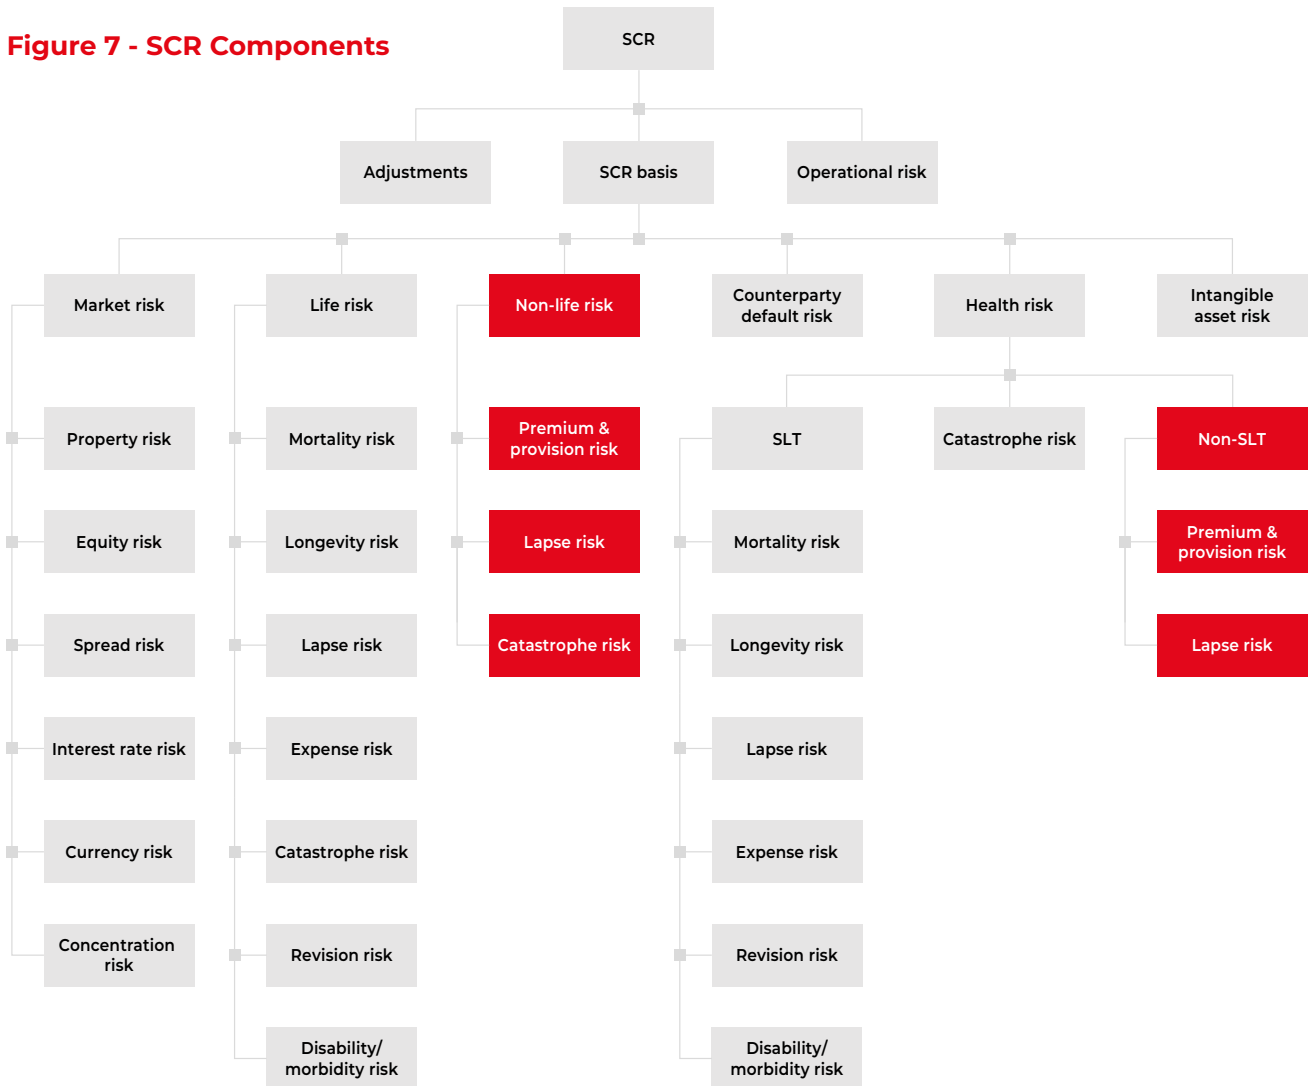 Figure 7 - SCR Components
SCR
Adjustments
SCR basis
Operational risk
Market risk
Life risk
Non-life risk
Counterparty
default risk
Health risk
Intangible
asset risk
Property risk
Mortality risk
Premium &
provision risk
SLT
Catastrophe risk
Non-SLT
Equity risk
Longevity risk
Lapse risk
Mortality risk
Premium &
provision risk
Spread risk
Lapse risk
Catastrophe risk
Longevity risk
Lapse risk
Interest rate risk
Expense risk
Lapse risk
Currency risk
Catastrophe risk
Expense risk
Concentration
risk
Revision risk
Revision risk
Disability/
morbidity risk
Disability/
morbidity risk